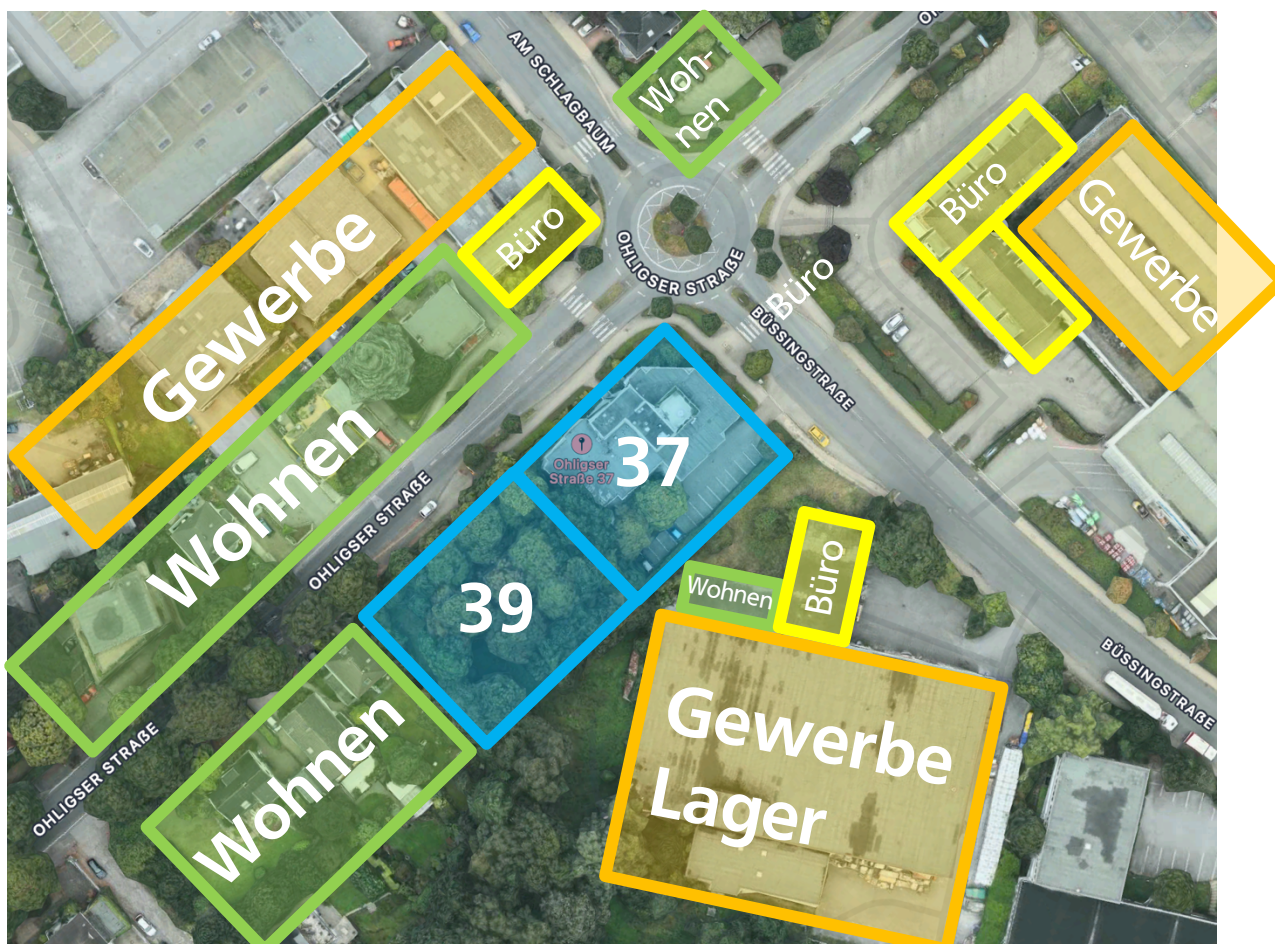 AM SCHLAGBAUM
Woh-
nen
Büro
Gewerbe
Büro
Gewerbe
OHLIGSER STRAßE
Büro
BÜSSINGSTRAßE
Wohnen
37
Ohligser
Straße 37
OHLIGSER STRAßE
39
Wohnen
Büro
BÜSSINGSTRAßE
Gewerbe
Lager
Wohnen
OHLIGSER STRAßE